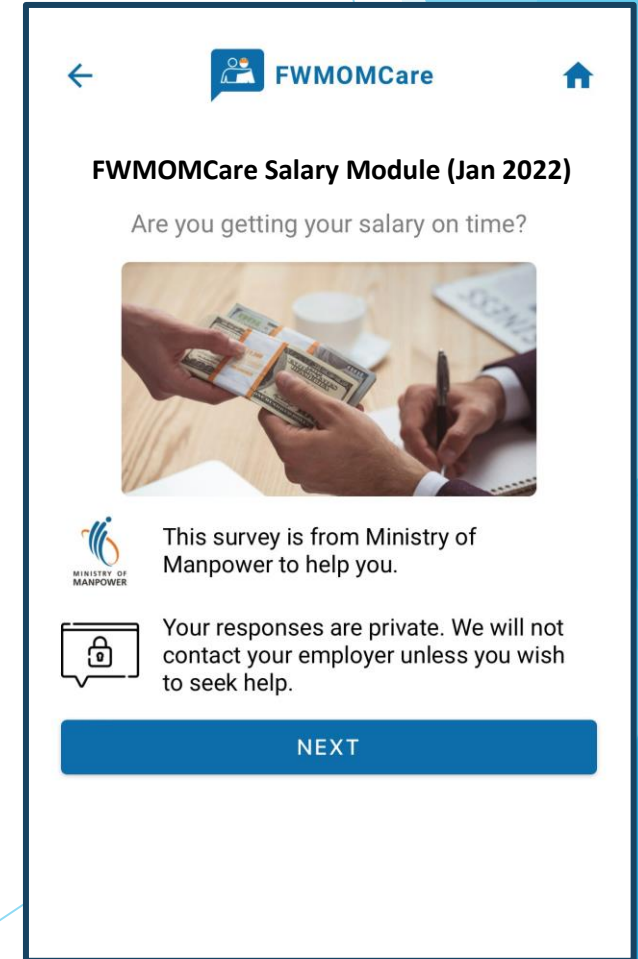 FWMOMCare
FWMOMCare Salary Module (Jan 2022)
Are you getting your salary on time?
MINISTRY OF
MANPOWER
This survey is from Ministry of
Manpower to help you.
Your responses are private. We will not
contact your employer unless you wish
to seek help.
NEXT